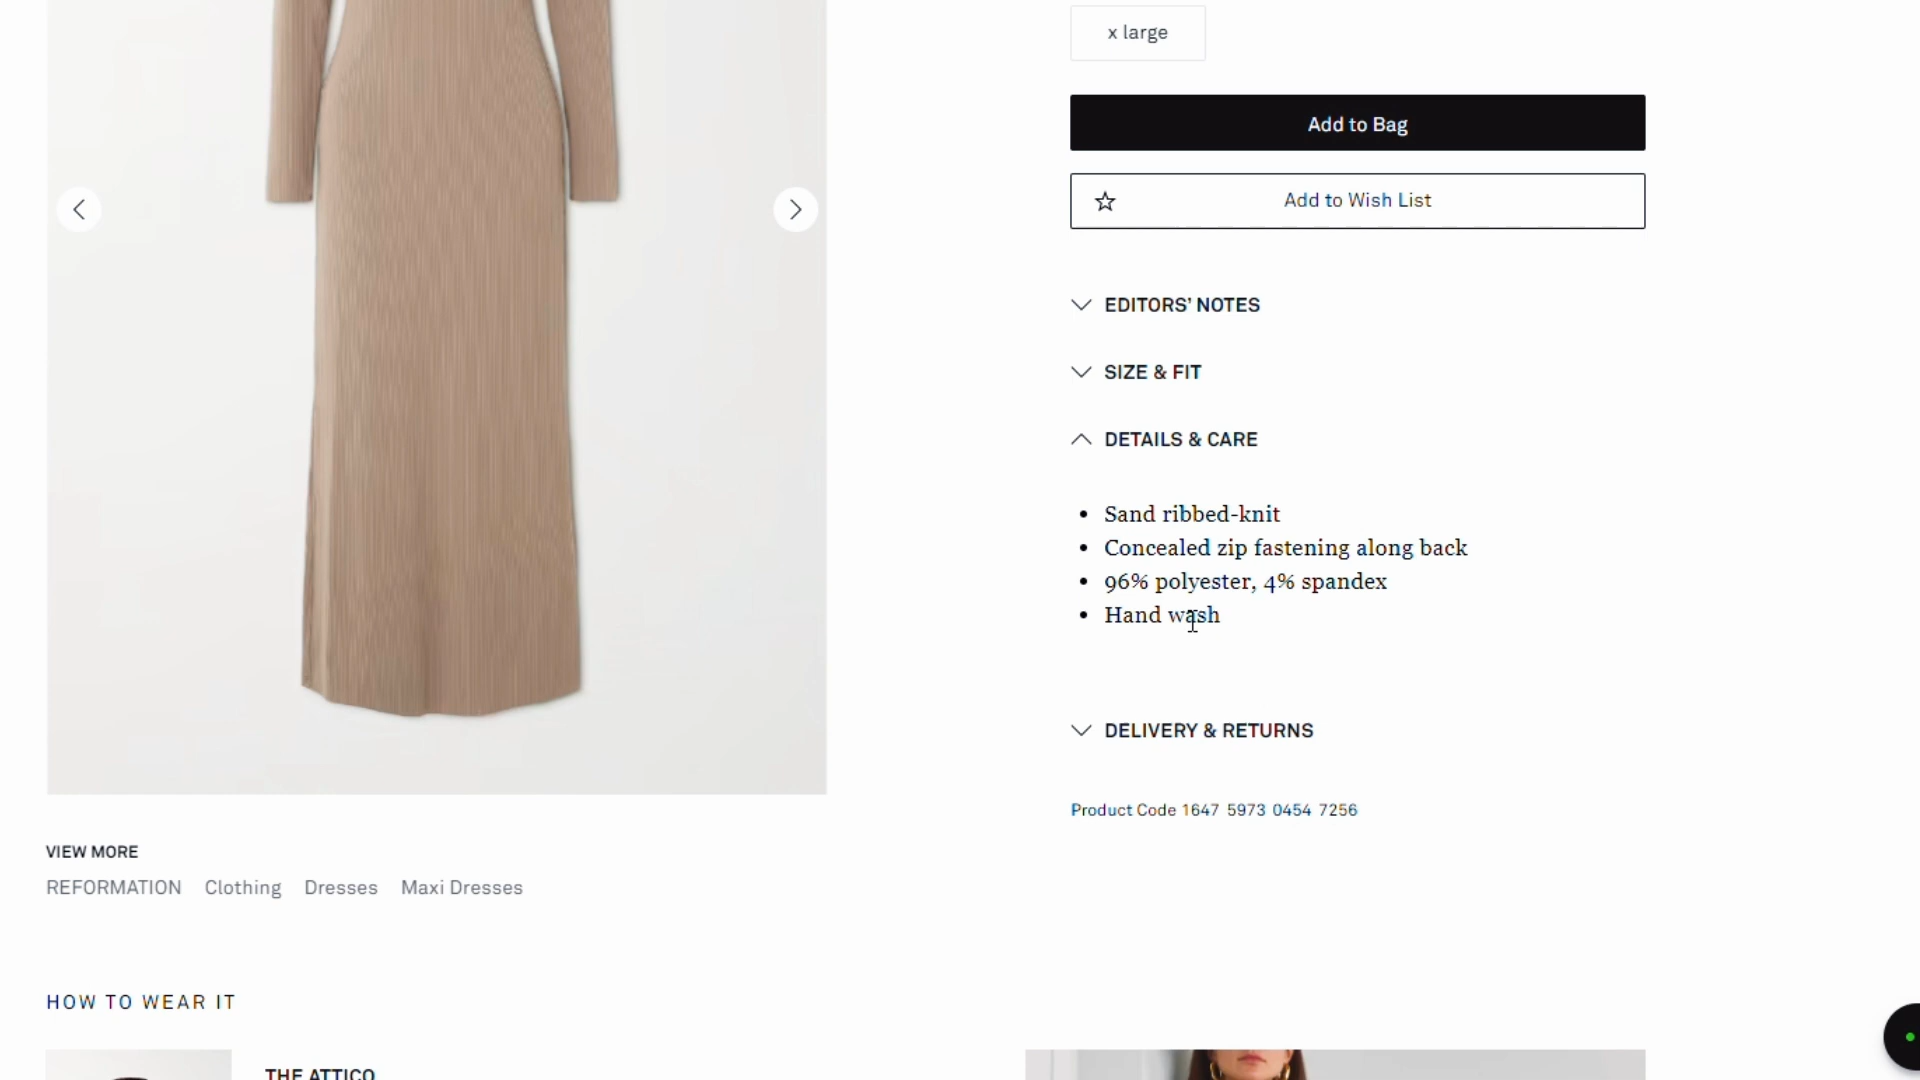 x large
Add to Bag
Add to Wish List
EDITORS' NOTES
SIZE & FIT
DETAILS & CARE
• Sand ribbed-knit
• Concealed zip fastening along back
• 96% polyester, 4% spandex
• Hand wash
DELIVERY & RETURNS
Product Code 1647 5973 0454 7256
VIEW MORE
REFORMATION Clothing Dresses Maxi Dresses
HOW TO WEAR IT
THE ATTICO